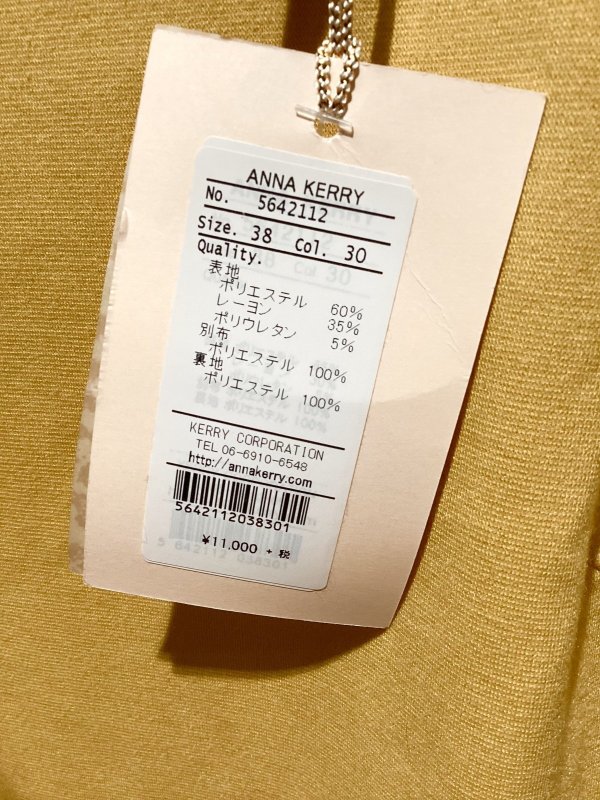 ANNA KERRY
No. 5642112
Size. 38 Col. 30
Quality.
表地
ポリエステル 60%
レーヨン 35%
ポリウレタン 5%
別布
ポリエステル 100%
裏地
ポリエステル 100%
KERRY CORPORATION
TEL 06-6910-6548
http://annakerry.com
5642112038301
¥11,000 + 税